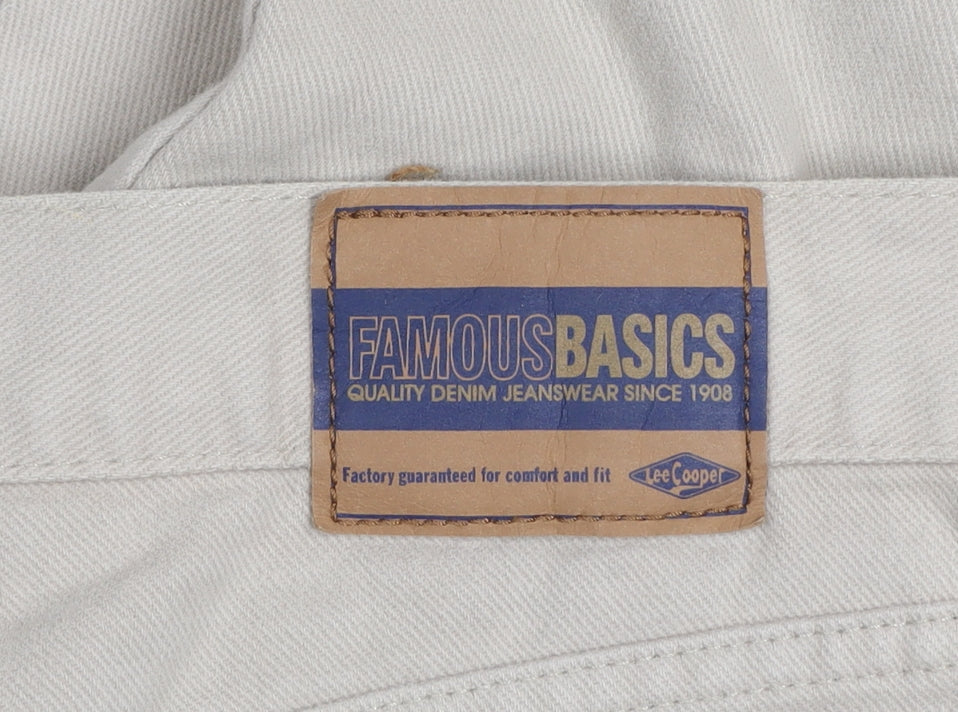 FAMOUSBASICS
QUALITY DENIM JEANSWEAR SINCE 1908
Factory guaranteed for comfort and fit
Lee Cooper